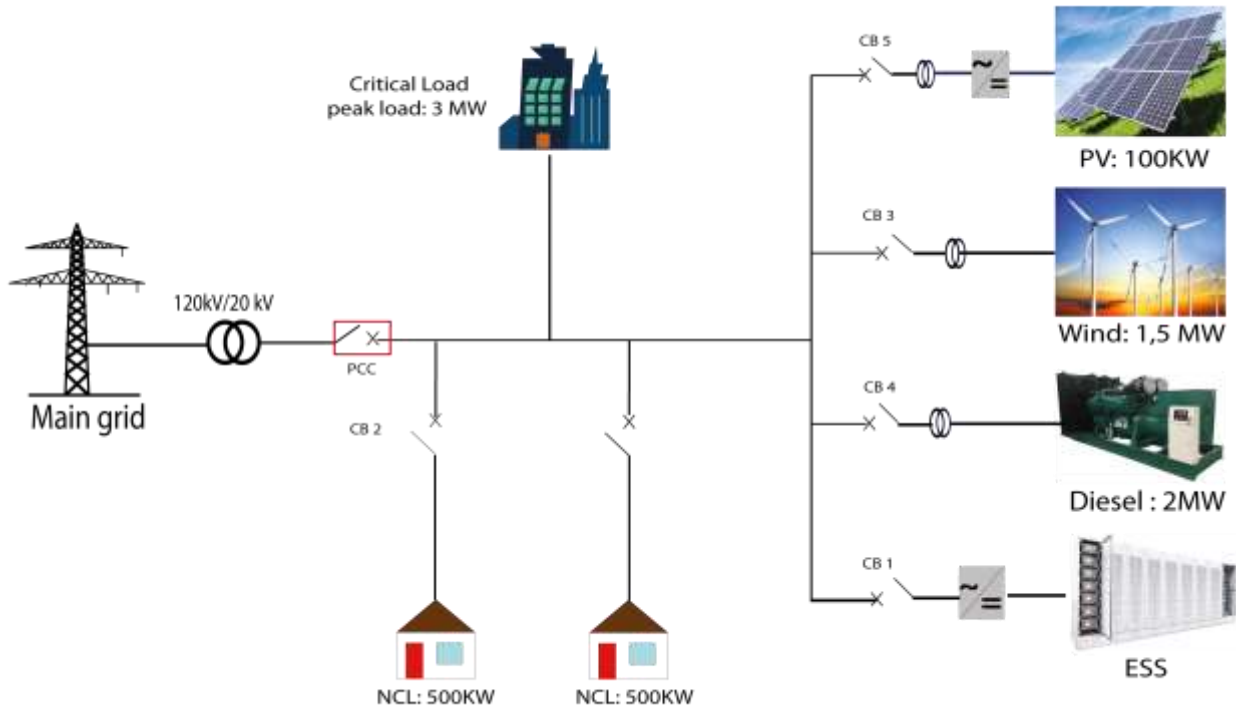 CB 5
Critical Load
peak load: 3 MW
PV: 100KW
CB 3
120kV/20 kV
Wind: 1,5 MW
PCC
CB 4
Main grid
CB 2
Diesel : 2MW
CB 1
ESS
NCL: 500KW
NCL: 500KW